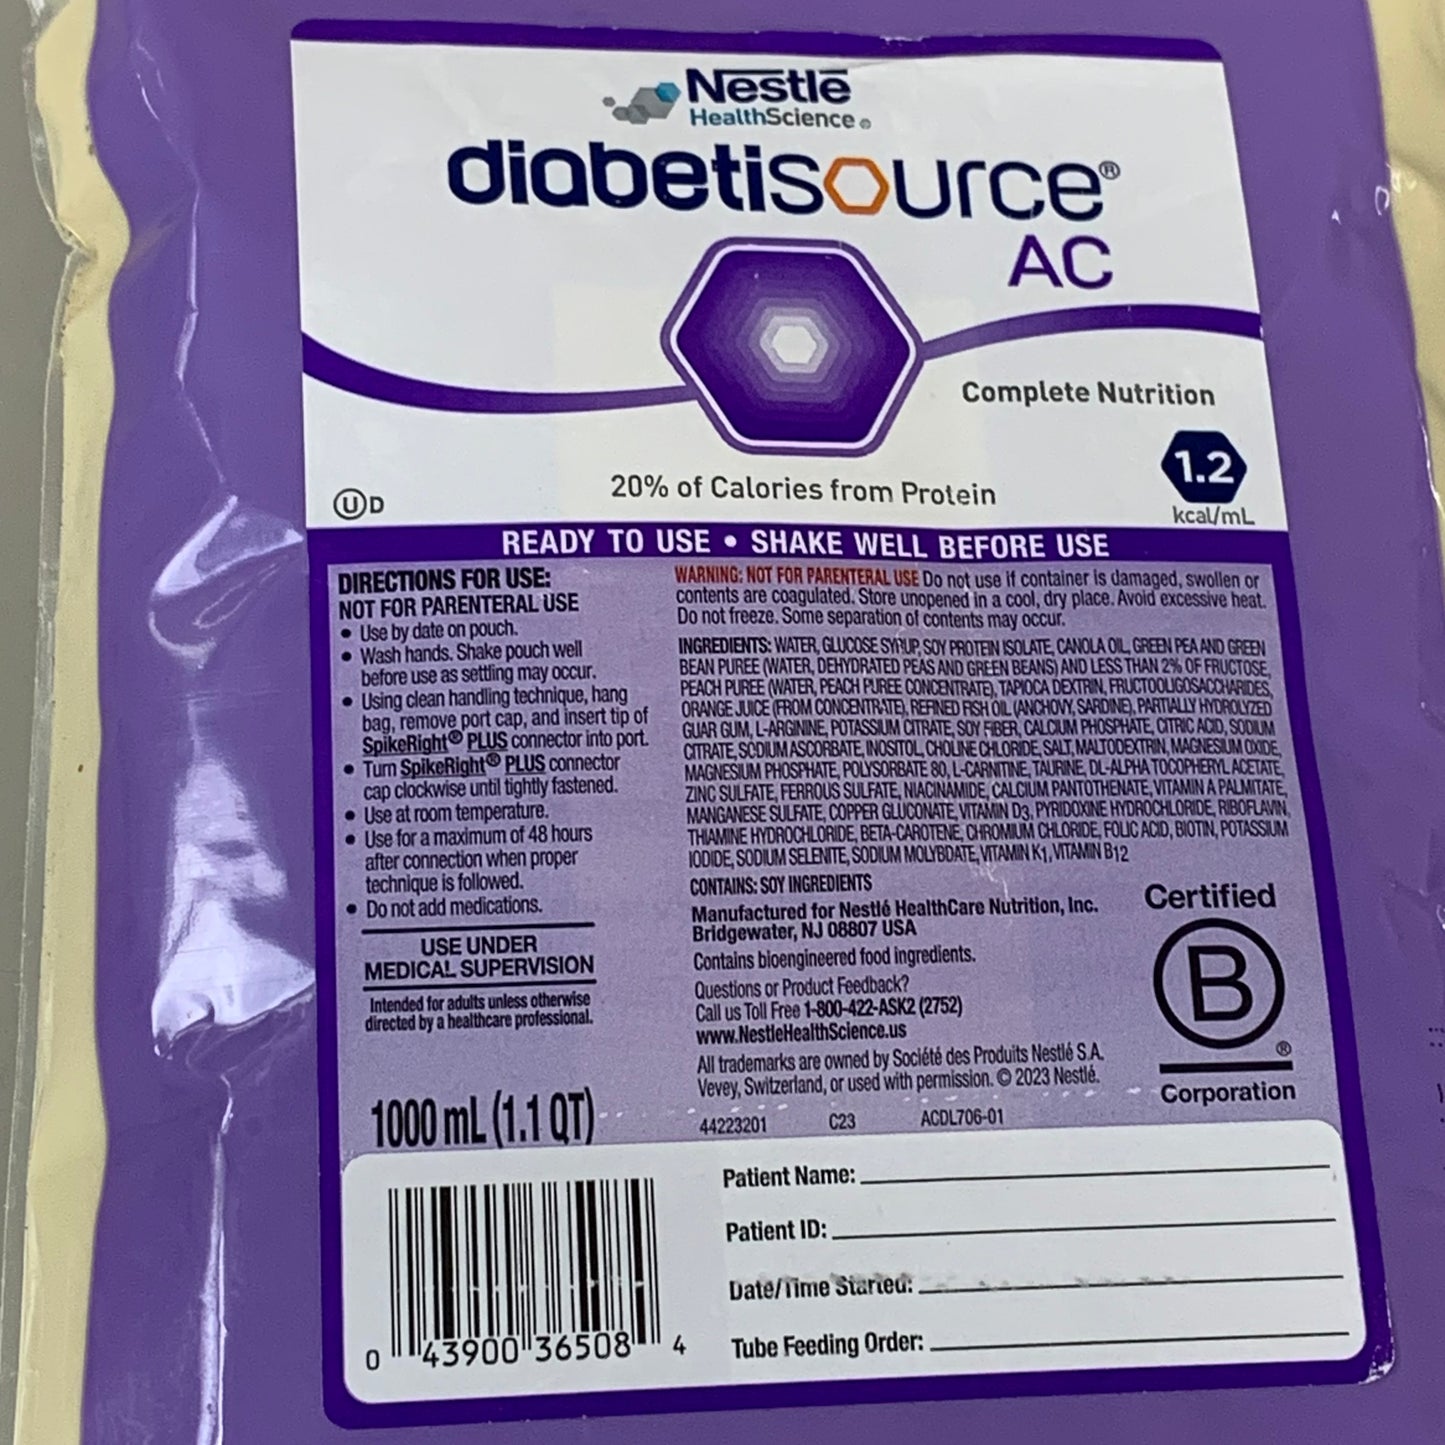 Nestlē
HealthScience®
diabetisource®
AC
Complete Nutrition
1.2
kcal/mL
20% of Calories from Protein
Ⓤ D
READY TO USE • SHAKE WELL BEFORE USE
DIRECTIONS FOR USE:
NOT FOR PARENTERAL USE
• Use by date on pouch.
• Wash hands. Shake pouch well
before use as settling may occur.
• Using clean handling technique, hang
bag, remove port cap, and insert tip of
SpikeRight® PLUS connector into port.
• Turn SpikeRight® PLUS connector
cap clockwise until tightly fastened.
• Use at room temperature.
• Use for a maximum of 48 hours
after connection when proper
technique is followed.
• Do not add medications.
USE UNDER
MEDICAL SUPERVISION
Intended for adults unless otherwise
directed by a healthcare professional.
1000 mL (1.1 QT)
WARNING: NOT FOR PARENTERAL USE Do not use if container is damaged, swollen or
contents are coagulated. Store unopened in a cool, dry place. Avoid excessive heat.
Do not freeze. Some separation of contents may occur.
INGREDIENTS: WATER, GLUCOSE SYRUP, SOY PROTEIN ISOLATE, CANOLA OIL, GREEN PEA AND GREEN
BEAN PUREE (WATER, DEHYDRATED PEAS AND GREEN BEANS) AND LESS THAN 2% OF FRUCTOSE,
PEACH PUREE (WATER, PEACH PUREE CONCENTRATE), TAPIOCA DEXTRIN, FRUCTOOLIGOSACCHARIDES,
ORANGE JUICE (FROM CONCENTRATE), REFINED FISH OIL (ANCHOVY, SARDINE), PARTIALLY HYDROLYZED
GUAR GUM, L-ARGININE, POTASSIUM CITRATE, SOY FIBER, CALCIUM PHOSPHATE, CITRIC ACID, SODIUM
CITRATE, SODIUM ASCORBATE, INOSITOL, CHOLINE CHLORIDE, SALT, MALTODEXTRIN, MAGNESIUM OXIDE,
MAGNESIUM PHOSPHATE, POLYSORBATE 80, L-CARNITINE, TAURINE, DL-ALPHA TOCOPHERYL ACETATE,
ZINC SULFATE, FERROUS SULFATE, NIACINAMIDE, CALCIUM PANTOTHENATE, VITAMIN A PALMITATE,
MANGANESE SULFATE, COPPER GLUCONATE, VITAMIN D3, PYRIDOXINE HYDROCHLORIDE, RIBOFLAVIN,
THIAMINE HYDROCHLORIDE, BETA-CAROTENE, CHROMIUM CHLORIDE, FOLIC ACID, BIOTIN, POTASSIUM
IODIDE, SODIUM SELENITE, SODIUM MOLYBDATE, VITAMIN K1, VITAMIN B12
CONTAINS: SOY INGREDIENTS
Manufactured for Nestlé HealthCare Nutrition, Inc.
Bridgewater, NJ 08807 USA
Contains bioengineered food ingredients.
Questions or Product Feedback?
Call us Toll Free 1-800-422-ASK2 (2752)
www.NestleHealthScience.us
All trademarks are owned by Société des Produits Nestlé S.A.
Vevey, Switzerland, or used with permission. © 2023 Nestlé.
44223201 C23 ACDL706-01
Certified
B
®
Corporation
0 43900 36508 4
Patient Name:
Patient ID:
Date/Time Started:
Tube Feeding Order: